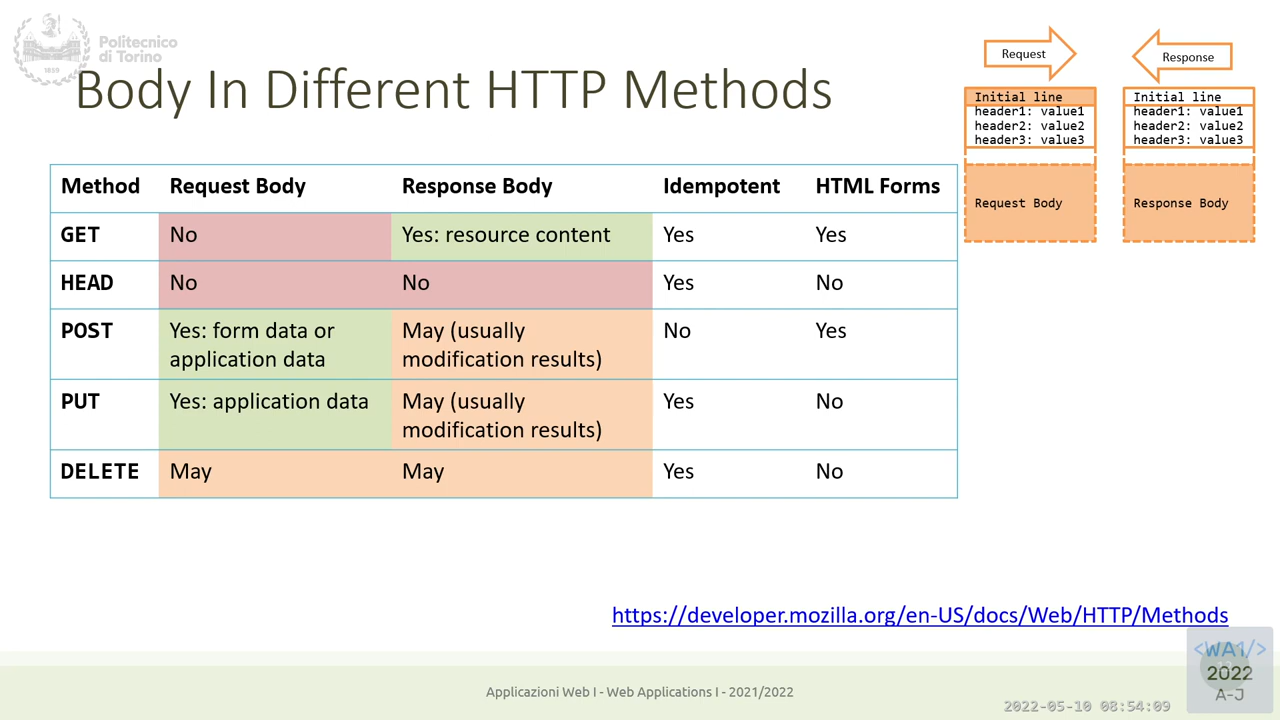 Politecnico
di Torino
1859
Body In Different HTTP Methods
Request
Response
Initial line
header1: value1
header2: value2
header3: value3
Request Body
Initial line
header1: value1
header2: value2
header3: value3
Response Body
Method Request Body Response Body Idempotent HTML Forms
GET No Yes: resource content Yes Yes
HEAD No No Yes No
POST Yes: form data or application data May (usually modification results) No Yes
PUT Yes: application data May (usually modification results) Yes No
DELETE May May Yes No
https://developer.mozilla.org/en-US/docs/Web/HTTP/Methods
Applicazioni Web I - Web Applications I - 2021/2022
<WA1/>
2022
A-J
2022-05-10 08:54:09